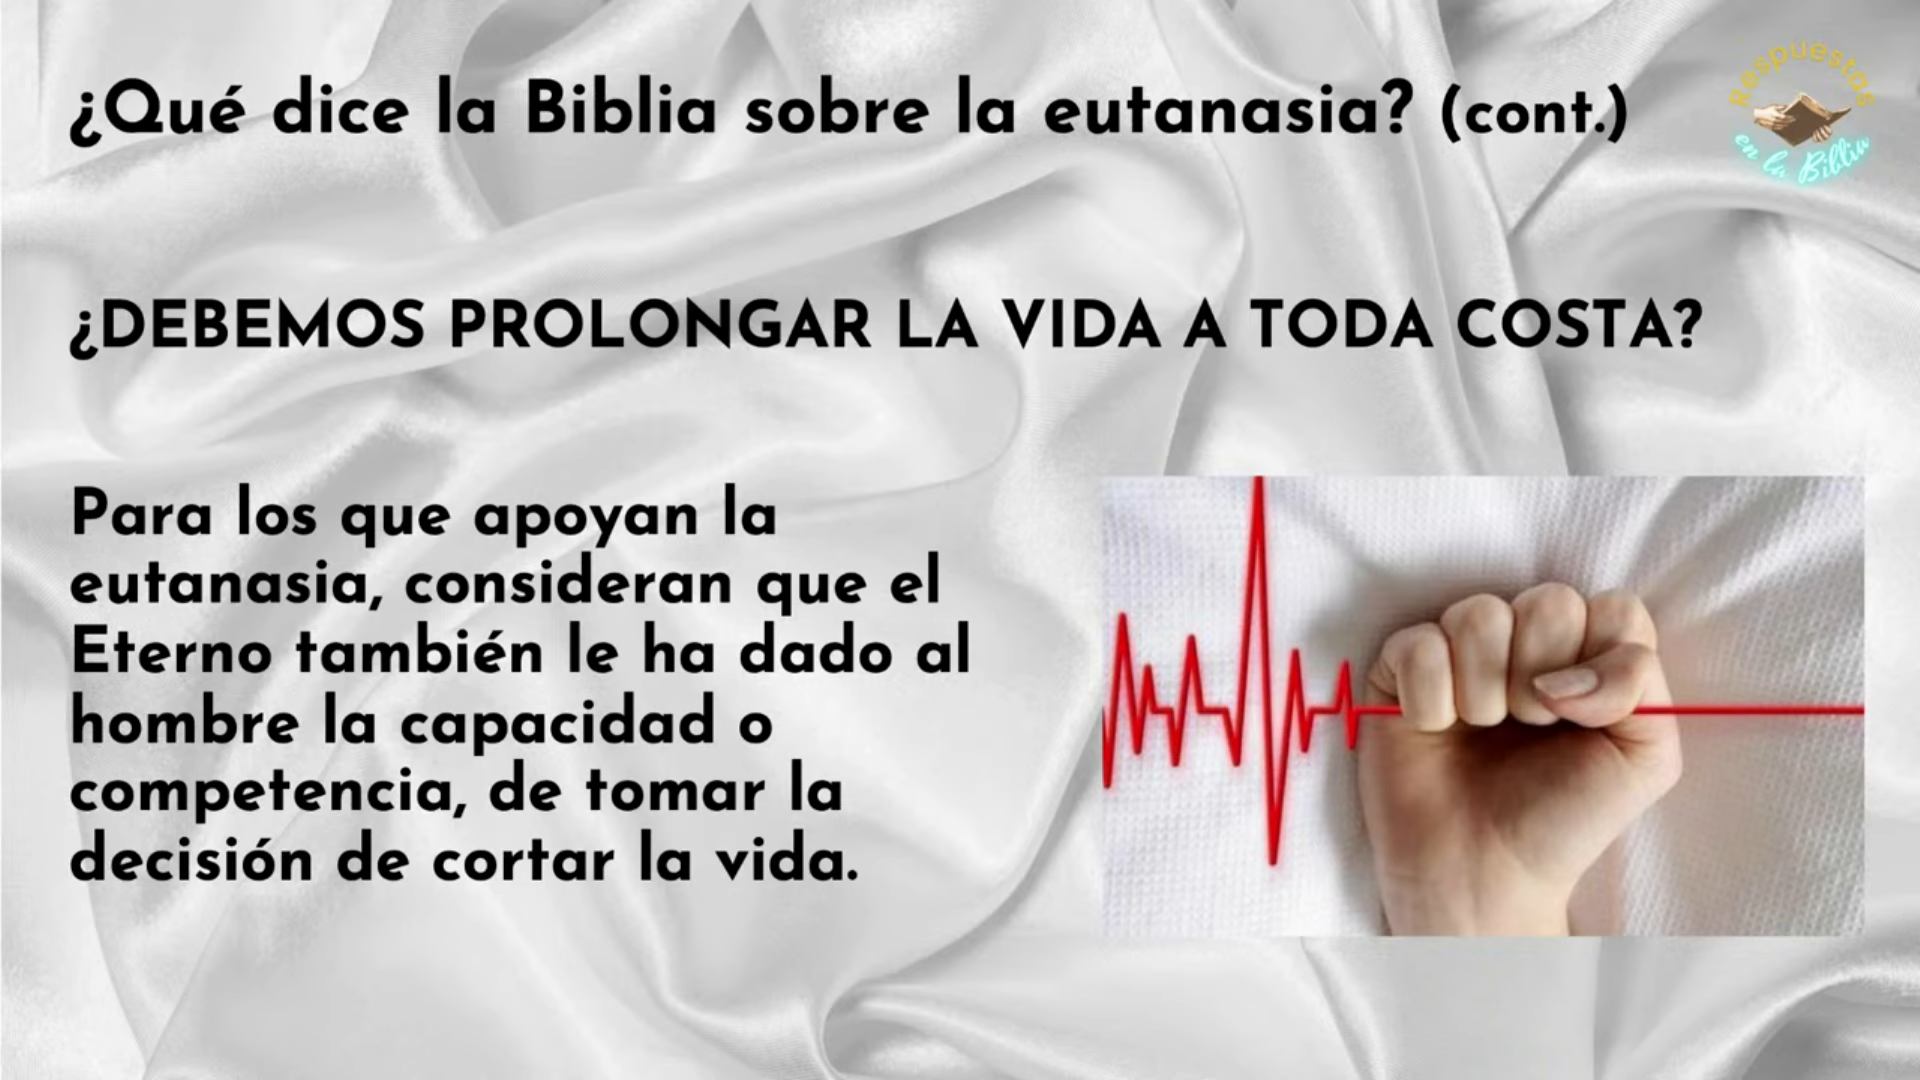 ¿Qué dice la Biblia sobre la eutanasia? (cont.)
Respuestas
en la Biblia
¿DEBEMOS PROLONGAR LA VIDA A TODA COSTA?
Para los que apoyan la
eutanasia, consideran que el
Eterno también le ha dado al
hombre la capacidad o
competencia, de tomar la
decisión de cortar la vida.